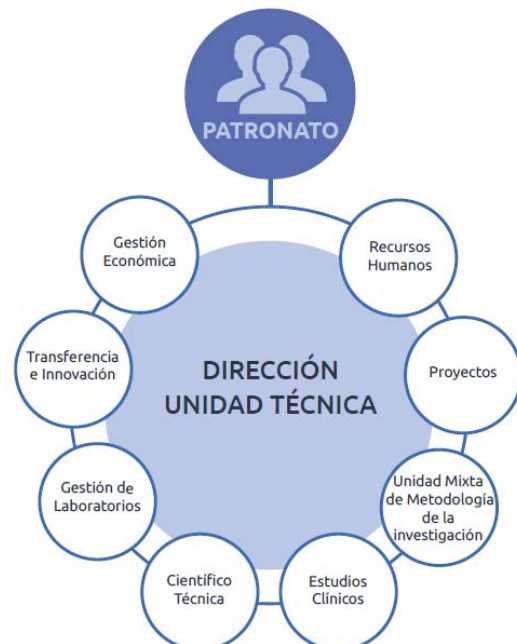 PATRONATO
Gestión
Económica
Recursos
Humanos
Transferencia
e Innovación
DIRECCIÓN
UNIDAD TÉCNICA
Proyectos
Gestión de
Laboratorios
Unidad Mixta
de Metodología
de la
investigación
Científico
Técnica
Estudios
Clínicos